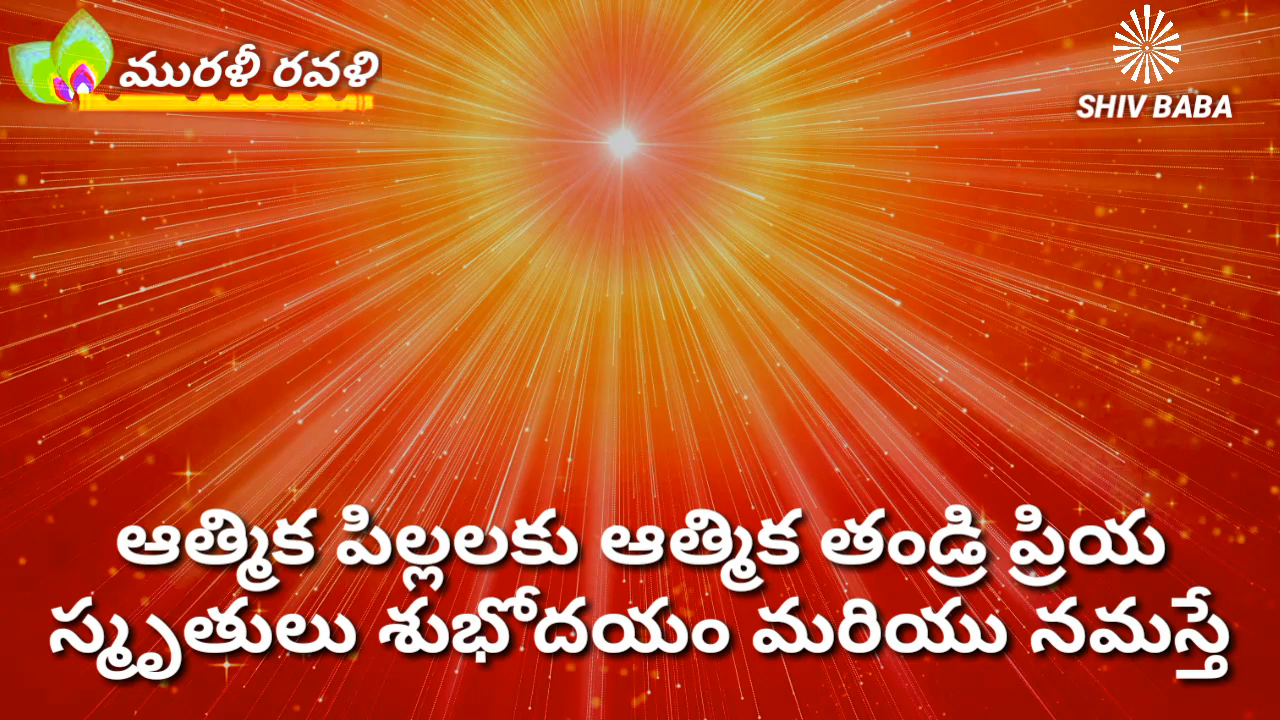 మురళీ రవళి
SHIV BABA
ఆత్మిక పిల్లలకు ఆత్మిక తండ్రి ప్రియ
స్మృతులు శుభోదయం మరియు నమస్తే